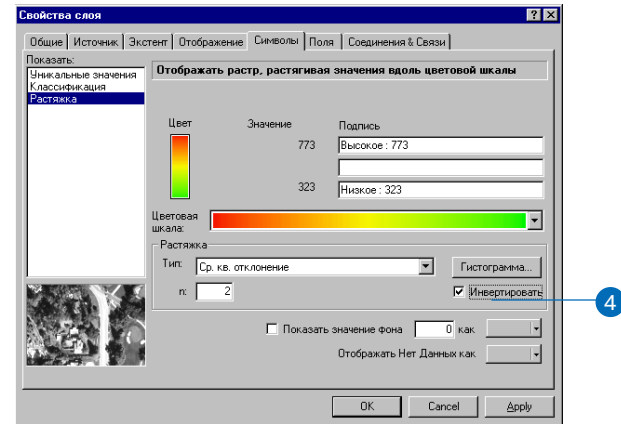 Свойства слоя
Общие Источник Экстент Отображение Символы Поля Соединения & Связи
Показать:
Уникальные значения
Классификация
Растяжка
Отображать растр, растягивая значения вдоль цветовой шкалы
Цвет Значение Подпись
773 Высокое : 773
323 Низкое : 323
Цветовая шкала:
Растяжка
Тип: Ср. кв. отклонение Гистограмма...
n: 2 Инвертировать
4
Показать значение фона 0 как
Отображать Нет Данных как
OK Cancel Apply